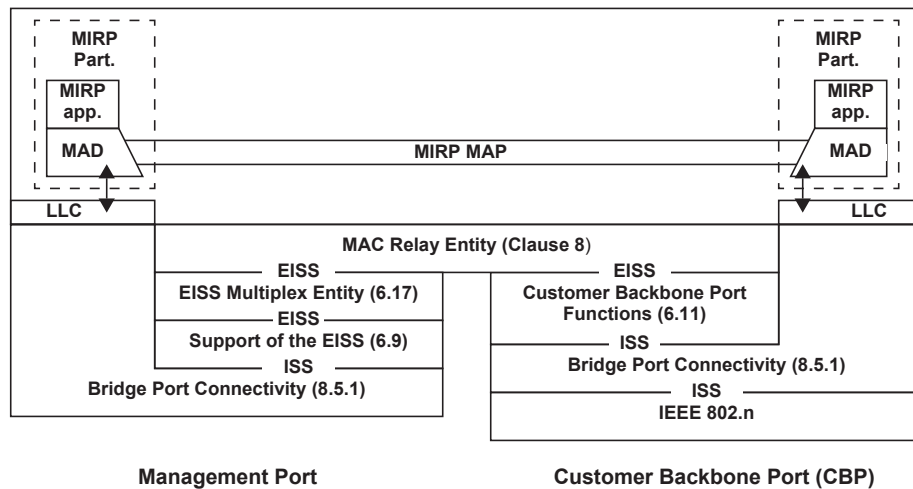 MIRP
Part.
MIRP
app.
MAD
MIRP
Part.
MIRP
app.
MAD
MIRP MAP
LLC
LLC
MAC Relay Entity (Clause 8)
EISS
EISS Multiplex Entity (6.17)
EISS
Support of the EISS (6.9)
ISS
Bridge Port Connectivity (8.5.1)
EISS
Customer Backbone Port
Functions (6.11)
ISS
Bridge Port Connectivity (8.5.1)
ISS
IEEE 802.n
Management Port
Customer Backbone Port (CBP)